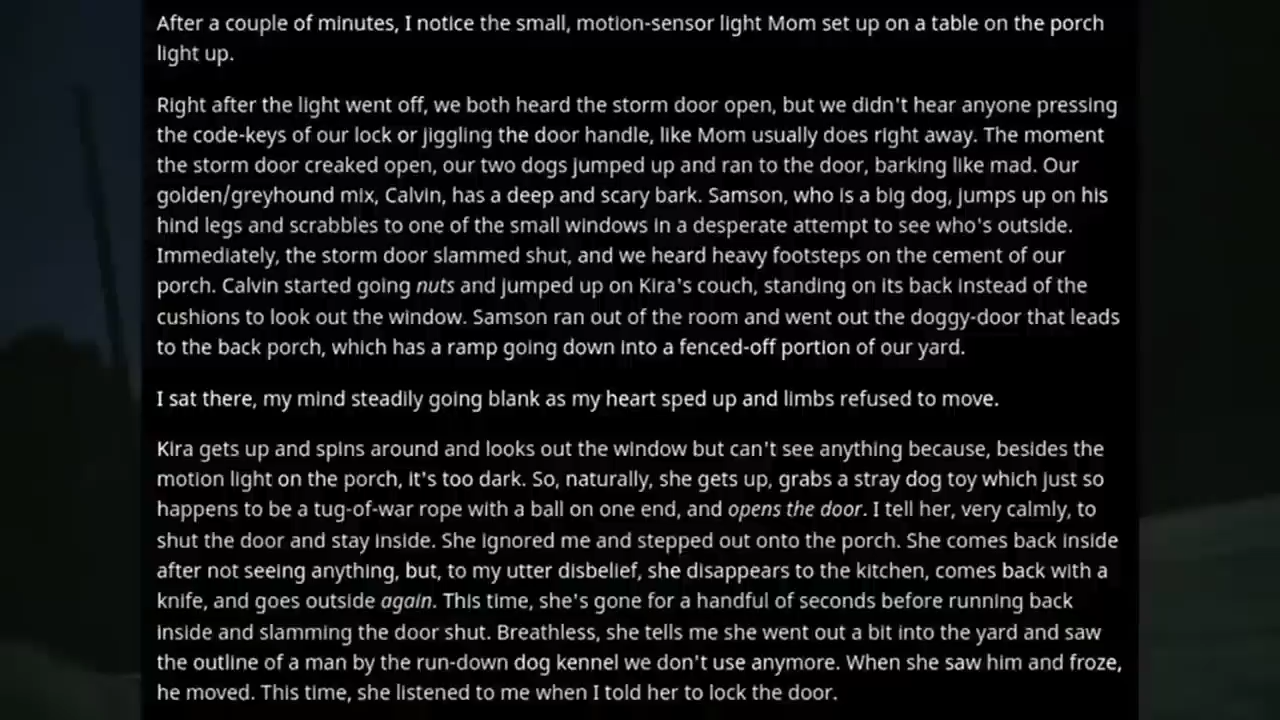 After a couple of minutes, I notice the small, motion-sensor light Mom set up on a table on the porch
light up.
Right after the light went off, we both heard the storm door open, but we didn't hear anyone pressing
the code-keys of our lock or jiggling the door handle, like Mom usually does right away. The moment
the storm door creaked open, our two dogs jumped up and ran to the door, barking like mad. Our
golden/greyhound mix, Calvin, has a deep and scary bark. Samson, who is a big dog, jumps up on his
hind legs and scrabbles to one of the small windows in a desperate attempt to see who's outside.
Immediately, the storm door slammed shut, and we heard heavy footsteps on the cement of our
porch. Calvin started going nuts and jumped up on Kira's couch, standing on its back instead of the
cushions to look out the window. Samson ran out of the room and went out the doggy-door that leads
to the back porch, which has a ramp going down into a fenced-off portion of our yard.
I sat there, my mind steadily going blank as my heart sped up and limbs refused to move.
Kira gets up and spins around and looks out the window but can't see anything because, besides the
motion light on the porch, it's too dark. So, naturally, she gets up, grabs a stray dog toy which just so
happens to be a tug-of-war rope with a ball on one end, and opens the door. I tell her, very calmly, to
shut the door and stay inside. She ignored me and stepped out onto the porch. She comes back inside
after not seeing anything, but, to my utter disbelief, she disappears to the kitchen, comes back with a
knife, and goes outside again. This time, she's gone for a handful of seconds before running back
inside and slamming the door shut. Breathless, she tells me she went out a bit into the yard and saw
the outline of a man by the run-down dog kennel we don't use anymore. When she saw him and froze,
he moved. This time, she listened to me when I told her to lock the door.